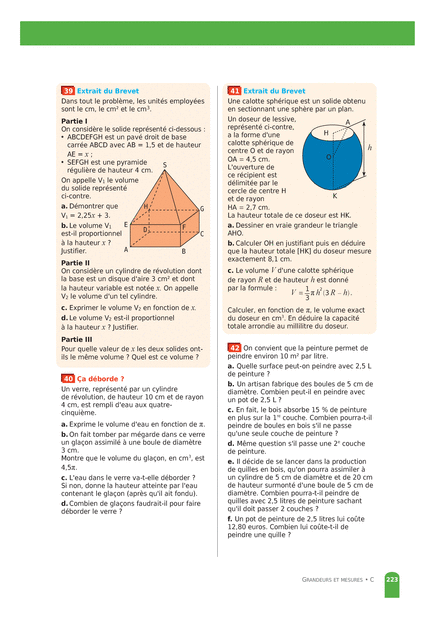 39 Extrait du Brevet
Dans tout le problème, les unités employées
sont le cm, le cm² et le cm³.
Partie I
On considère le solide représenté ci-dessous :
• ABCDEFGH est un pavé droit de base
carrée ABCD avec AB = 1,5 et de hauteur
AE = x ;
• SEFGH est une pyramide
régulière de hauteur 4 cm.
On appelle V₁ le volume
du solide représenté
ci-contre.
a. Démontrer que
V₁ = 2,25x + 3.
b. Le volume V₁
est-il proportionnel
à la hauteur x ?
Justifier.
S
H
G
E
F
D
C
A
B
Partie II
On considère un cylindre de révolution dont
la base est un disque d'aire 3 cm² et dont
la hauteur variable est notée x. On appelle
V₂ le volume d'un tel cylindre.
c. Exprimer le volume V₂ en fonction de x.
d. Le volume V₂ est-il proportionnel
à la hauteur x ? Justifier.
Partie III
Pour quelle valeur de x les deux solides ont-
ils le même volume ? Quel est ce volume ?
40 Ça déborde ?
Un verre, représenté par un cylindre
de révolution, de hauteur 10 cm et de rayon
4 cm, est rempli d'eau aux quatre-
cinquième.
a. Exprime le volume d'eau en fonction de π.
b. On fait tomber par mégarde dans ce verre
un glaçon assimilé à une boule de diamètre
3 cm.
Montre que le volume du glaçon, en cm³, est
4,5π.
c. L'eau dans le verre va-t-elle déborder ?
Si non, donne la hauteur atteinte par l'eau
contenant le glaçon (après qu'il ait fondu).
d. Combien de glaçons faudrait-il pour faire
déborder le verre ?
41 Extrait du Brevet
Une calotte sphérique est un solide obtenu
en sectionnant une sphère par un plan.
Un doseur de lessive,
représenté ci-contre,
a la forme d'une
calotte sphérique de
centre O et de rayon
OA = 4,5 cm.
L'ouverture de
ce récipient est
délimitée par le
cercle de centre H
et de rayon
HA = 2,7 cm.
A
H
O
h
K
La hauteur totale de ce doseur est HK.
a. Dessiner en vraie grandeur le triangle
AHO.
b. Calculer OH en justifiant puis en déduire
que la hauteur totale [HK] du doseur mesure
exactement 8,1 cm.
c. Le volume V d'une calotte sphérique
de rayon R et de hauteur h est donné
par la formule : V = 1/3 π h² (3 R − h).
Calculer, en fonction de π, le volume exact
du doseur en cm³. En déduire la capacité
totale arrondie au millilitre du doseur.
42 On convient que la peinture permet de
peindre environ 10 m² par litre.
a. Quelle surface peut-on peindre avec 2,5 L
de peinture ?
b. Un artisan fabrique des boules de 5 cm de
diamètre. Combien peut-il en peindre avec
un pot de 2,5 L ?
c. En fait, le bois absorbe 15 % de peinture
en plus sur la 1ʳᵉ couche. Combien pourra-t-il
peindre de boules en bois s'il ne passe
qu'une seule couche de peinture ?
d. Même question s'il passe une 2ᵉ couche
de peinture.
e. Il décide de se lancer dans la production
de quilles en bois, qu'on pourra assimiler à
un cylindre de 5 cm de diamètre et de 20 cm
de hauteur surmonté d'une boule de 5 cm de
diamètre. Combien pourra-t-il peindre de
quilles avec 2,5 litres de peinture sachant
qu'il doit passer 2 couches ?
f. Un pot de peinture de 2,5 litres lui coûte
12,80 euros. Combien lui coûte-t-il de
peindre une quille ?
GRANDEURS ET MESURES • C 223